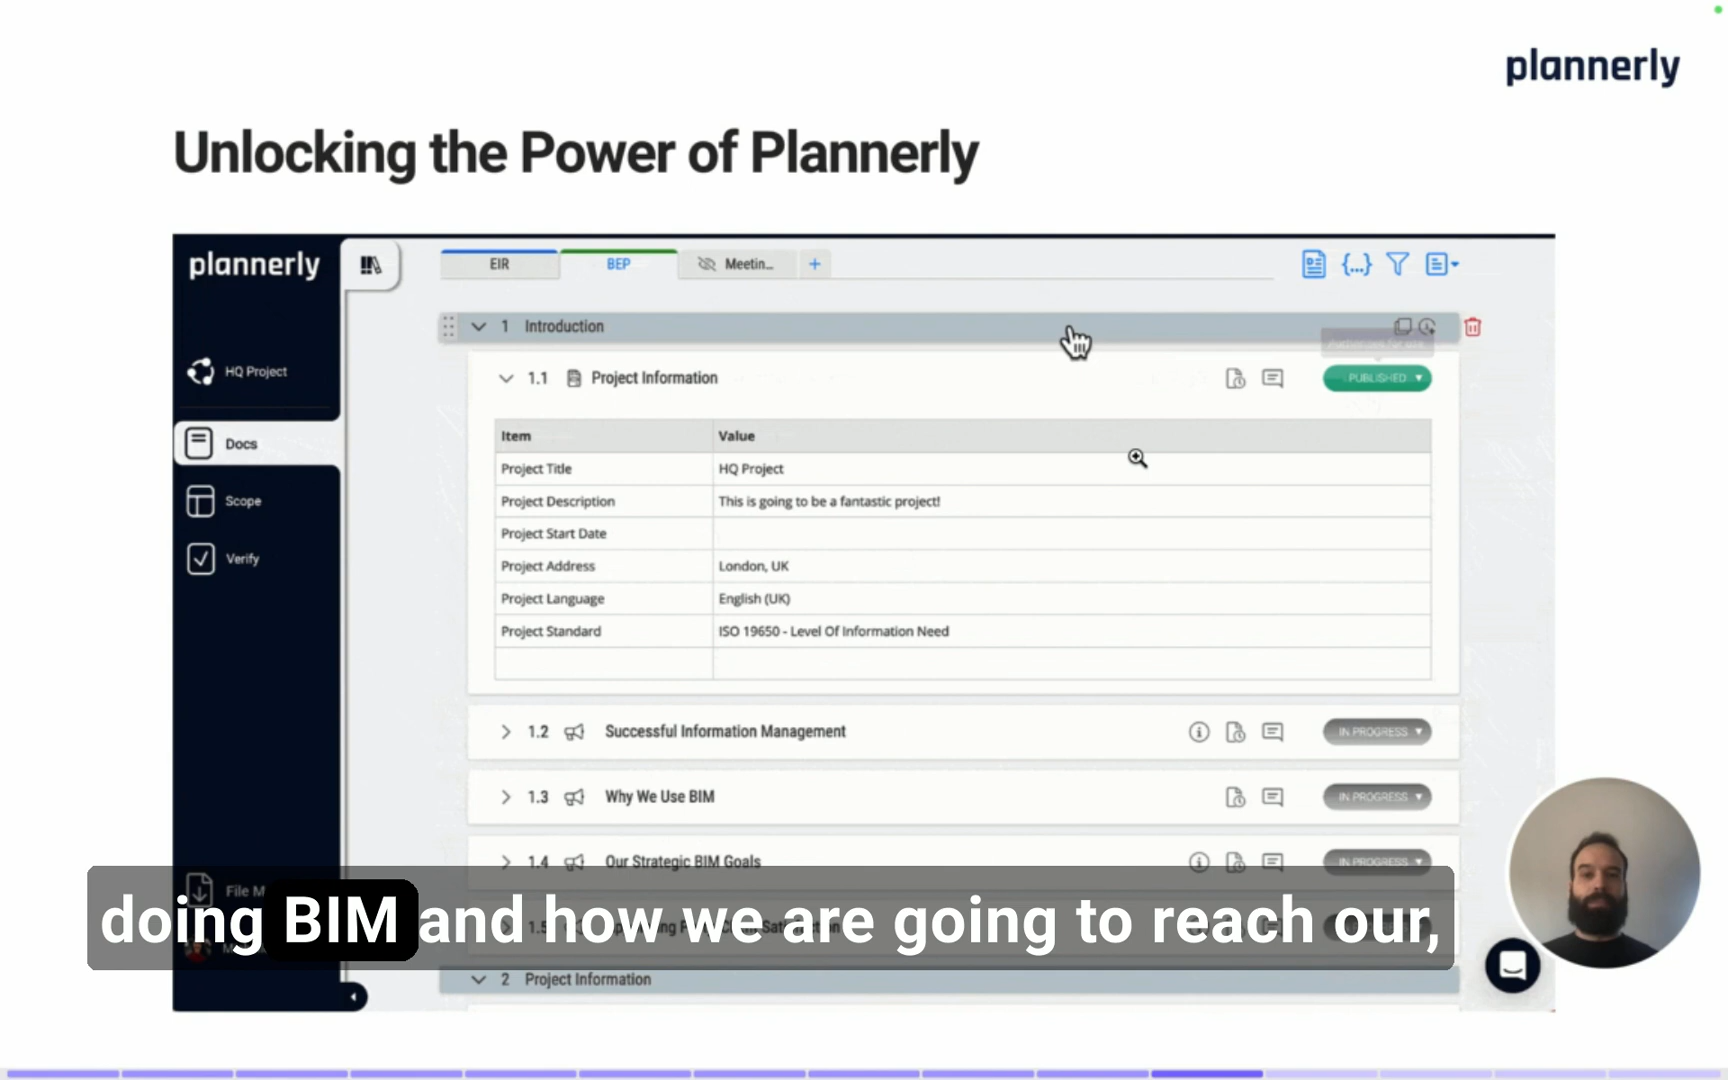 plannerly
Unlocking the Power of Plannerly
plannerly
EIR
BEP
Meetin...
+
{...}
HQ Project
Docs
Scope
Verify
File M
1 Introduction
1.1 Project Information
PUBLISHED
Item Value
Project Title HQ Project
Project Description This is going to be a fantastic project!
Project Start Date
Project Address London, UK
Project Language English (UK)
Project Standard ISO 19650 - Level Of Information Need
1.2 Successful Information Management
IN PROGRESS
1.3 Why We Use BIM
IN PROGRESS
1.4 Our Strategic BIM Goals
IN PROGRESS
doing BIM and how we are going to reach our,
2 Project Information